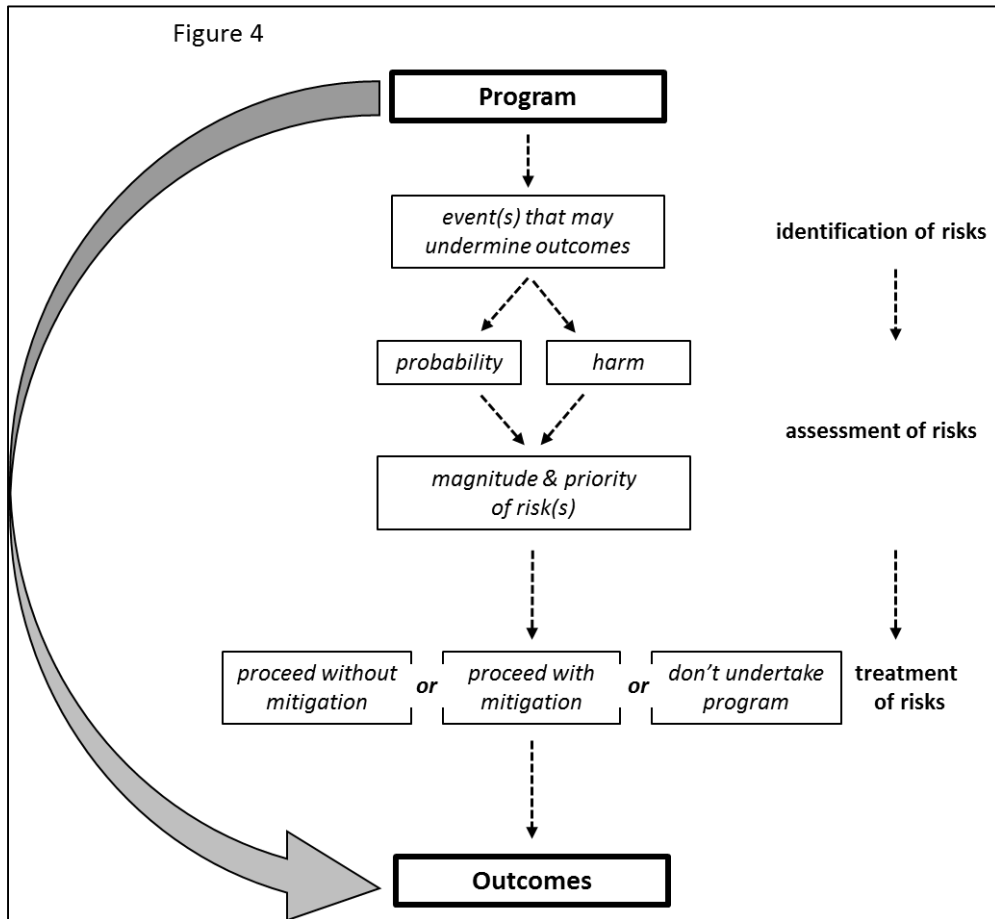 Figure 4
Program
event(s) that may
undermine outcomes
identification of risks
probability
harm
assessment of risks
magnitude & priority
of risk(s)
proceed without
mitigation
or
proceed with
mitigation
or
don’t undertake
program
treatment
of risks
Outcomes